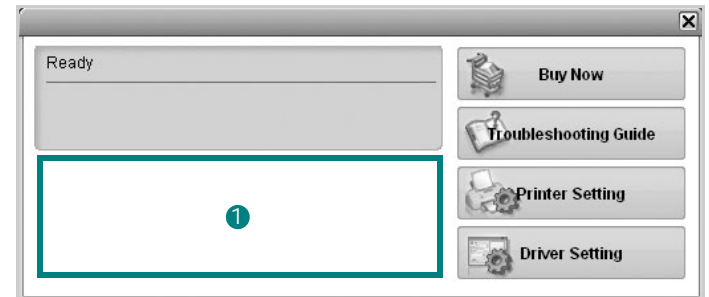 Ready
Buy Now
Troubleshooting Guide
1
Printer Setting
Driver Setting